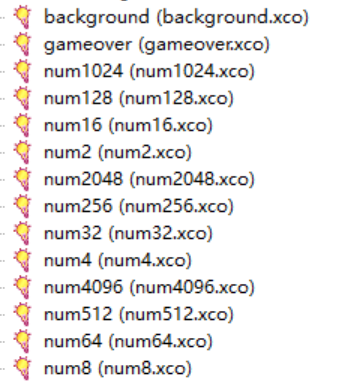 background (background.xco)
gameover (gameover.xco)
num1024 (num1024.xco)
num128 (num128.xco)
num16 (num16.xco)
num2 (num2.xco)
num2048 (num2048.xco)
num256 (num256.xco)
num32 (num32.xco)
num4 (num4.xco)
num4096 (num4096.xco)
num512 (num512.xco)
num64 (num64.xco)
num8 (num8.xco)